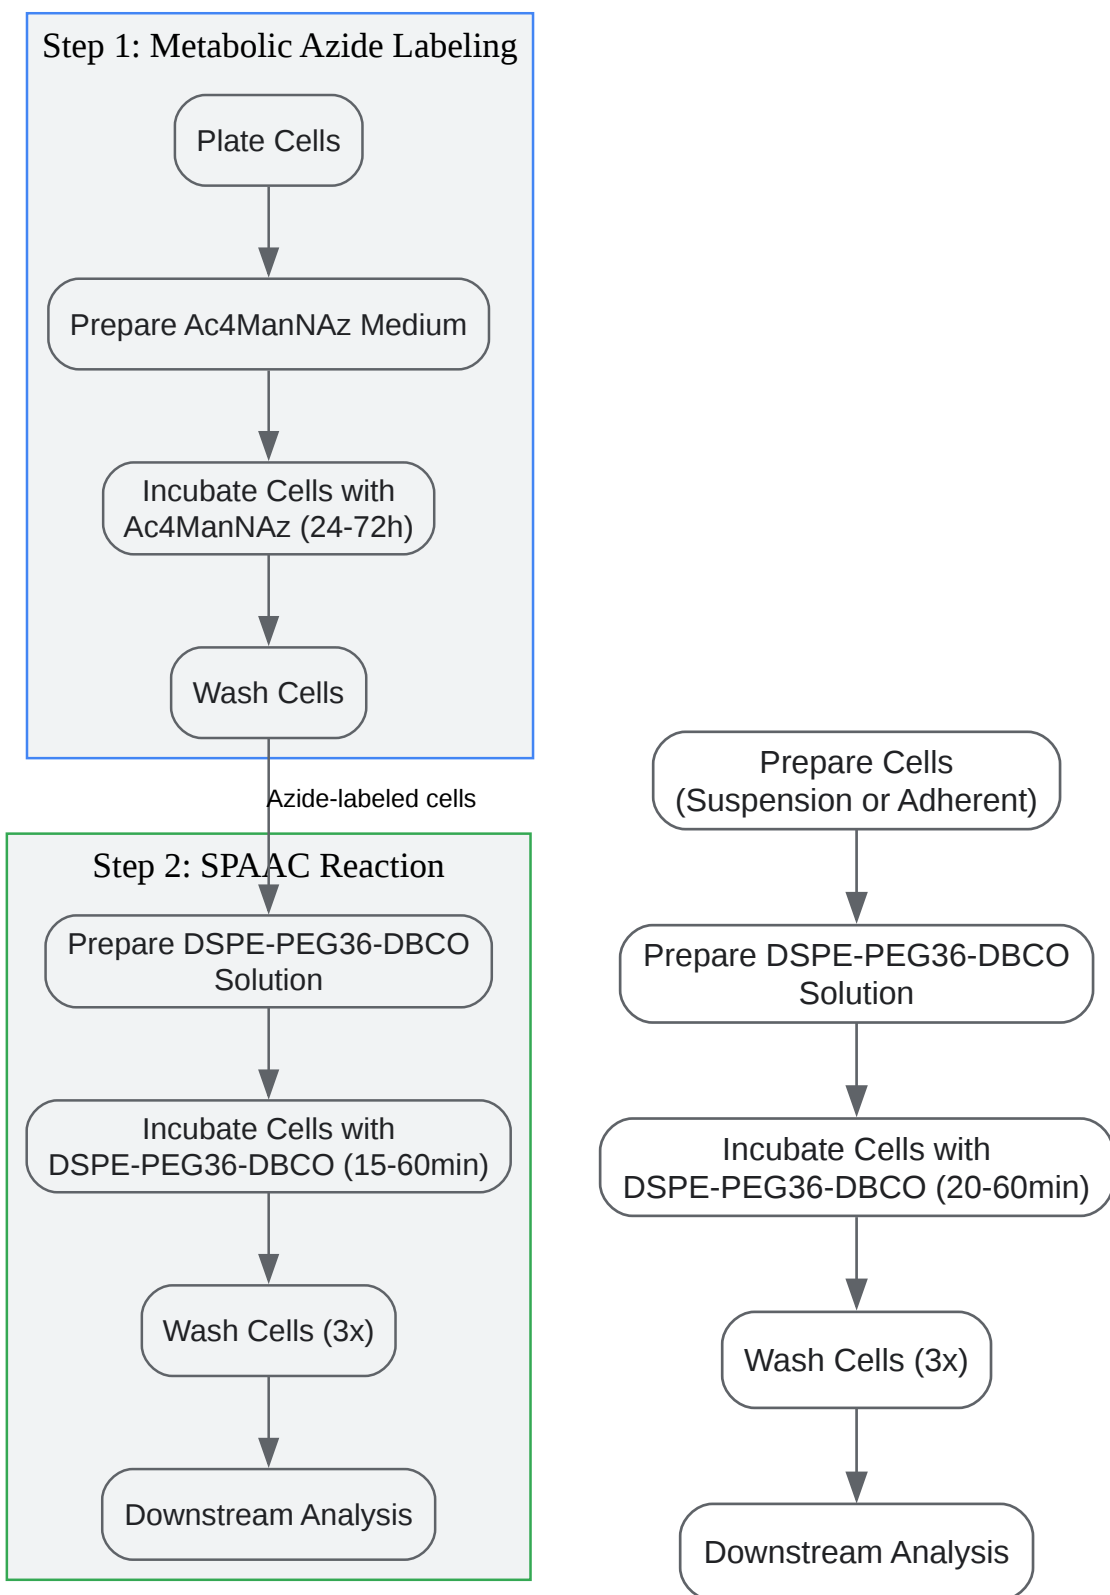 Step 1: Metabolic Azide Labeling
Plate Cells
Prepare Ac4ManNAz Medium
Incubate Cells with
Ac4ManNAz (24-72h)
Wash Cells
Azide-labeled cells
Step 2: SPAAC Reaction
Prepare DSPE-PEG36-DBCO
Solution
Incubate Cells with
DSPE-PEG36-DBCO (15-60min)
Wash Cells (3x)
Downstream Analysis
Prepare Cells
(Suspension or Adherent)
Prepare DSPE-PEG36-DBCO
Solution
Incubate Cells with
DSPE-PEG36-DBCO (20-60min)
Wash Cells (3x)
Downstream Analysis